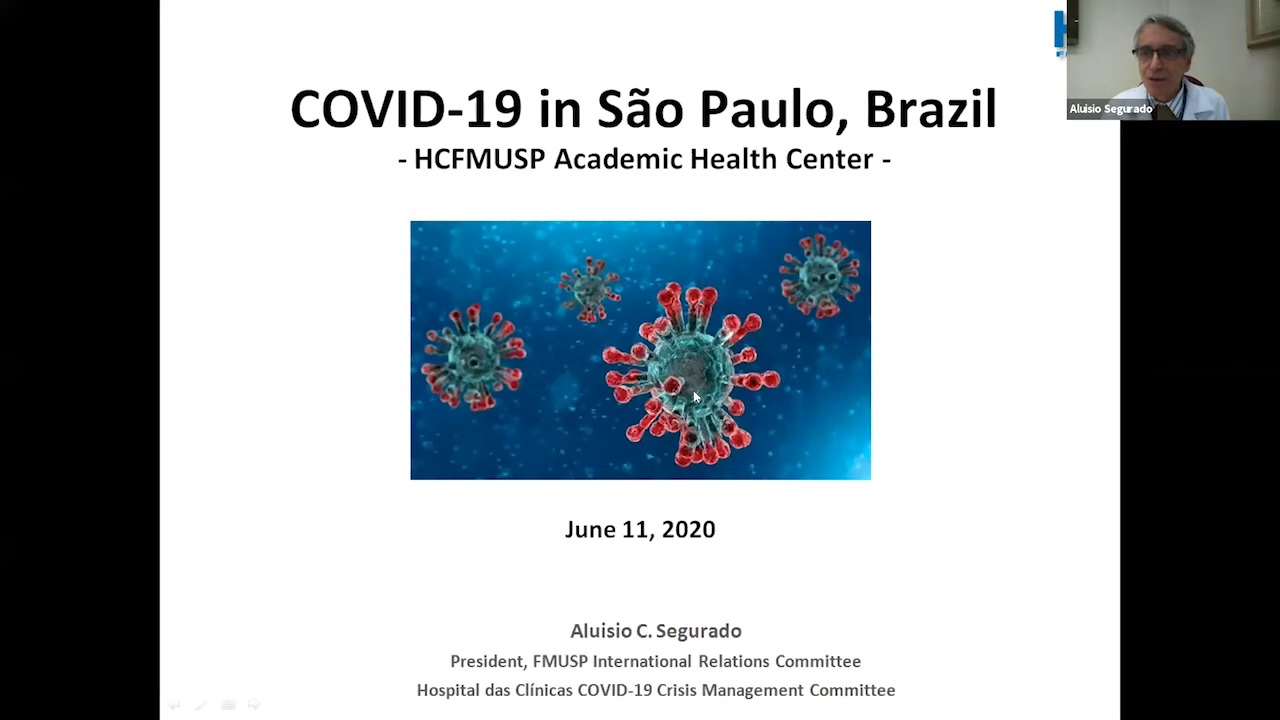 COVID-19 in São Paulo, Brazil
- HCFMUSP Academic Health Center -
Aluisio Segurado
June 11, 2020
Aluisio C. Segurado
President, FMUSP International Relations Committee
Hospital das Clínicas COVID-19 Crisis Management Committee